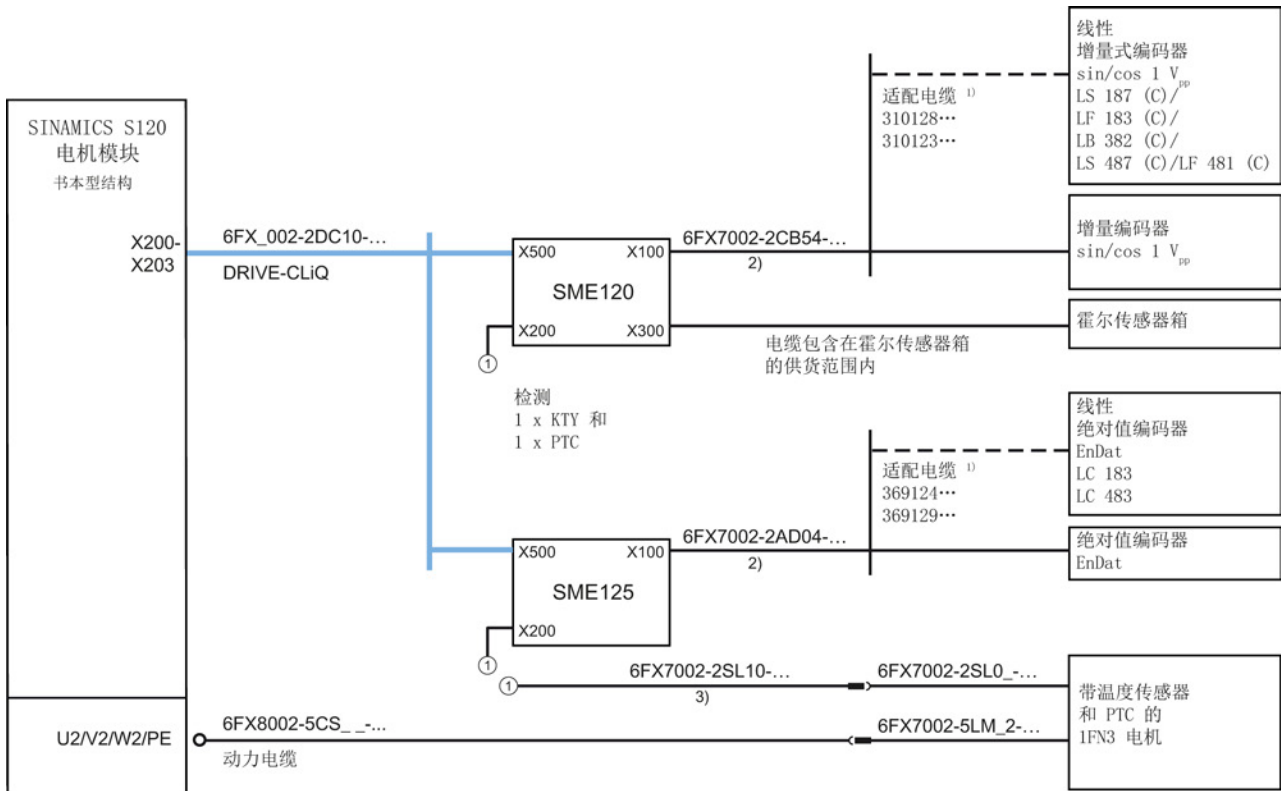 SINAMICS S120
电机模块
书本型结构
X200-
X203
6FX_002-2DC10-...
DRIVE-CLiQ
X500
X100
SME120
X200
X300
①
检测
1 x KTY 和
1 x PTC
6FX7002-2CB54-...
2)
适配电缆 1)
310128…
310123…
线性
增量式编码器
sin/cos 1 Vpp
LS 187 (C)/
LF 183 (C)/
LB 382 (C)/
LS 487 (C)/LF 481 (C)
增量编码器
sin/cos 1 Vpp
霍尔传感器箱
电缆包含在霍尔传感器箱
的供货范围内
X500
X100
SME125
X200
①
6FX7002-2AD04-...
2)
适配电缆 1)
369124…
369129…
线性
绝对值编码器
EnDat
LC 183
LC 483
绝对值编码器
EnDat
①
6FX7002-2SL10-...
3)
6FX7002-2SL0_-...
带温度传感器
和 PTC 的
1FN3 电机
U2/V2/W2/PE
6FX8002-5CS_ _-...
动力电缆
6FX7002-5LM_2-...